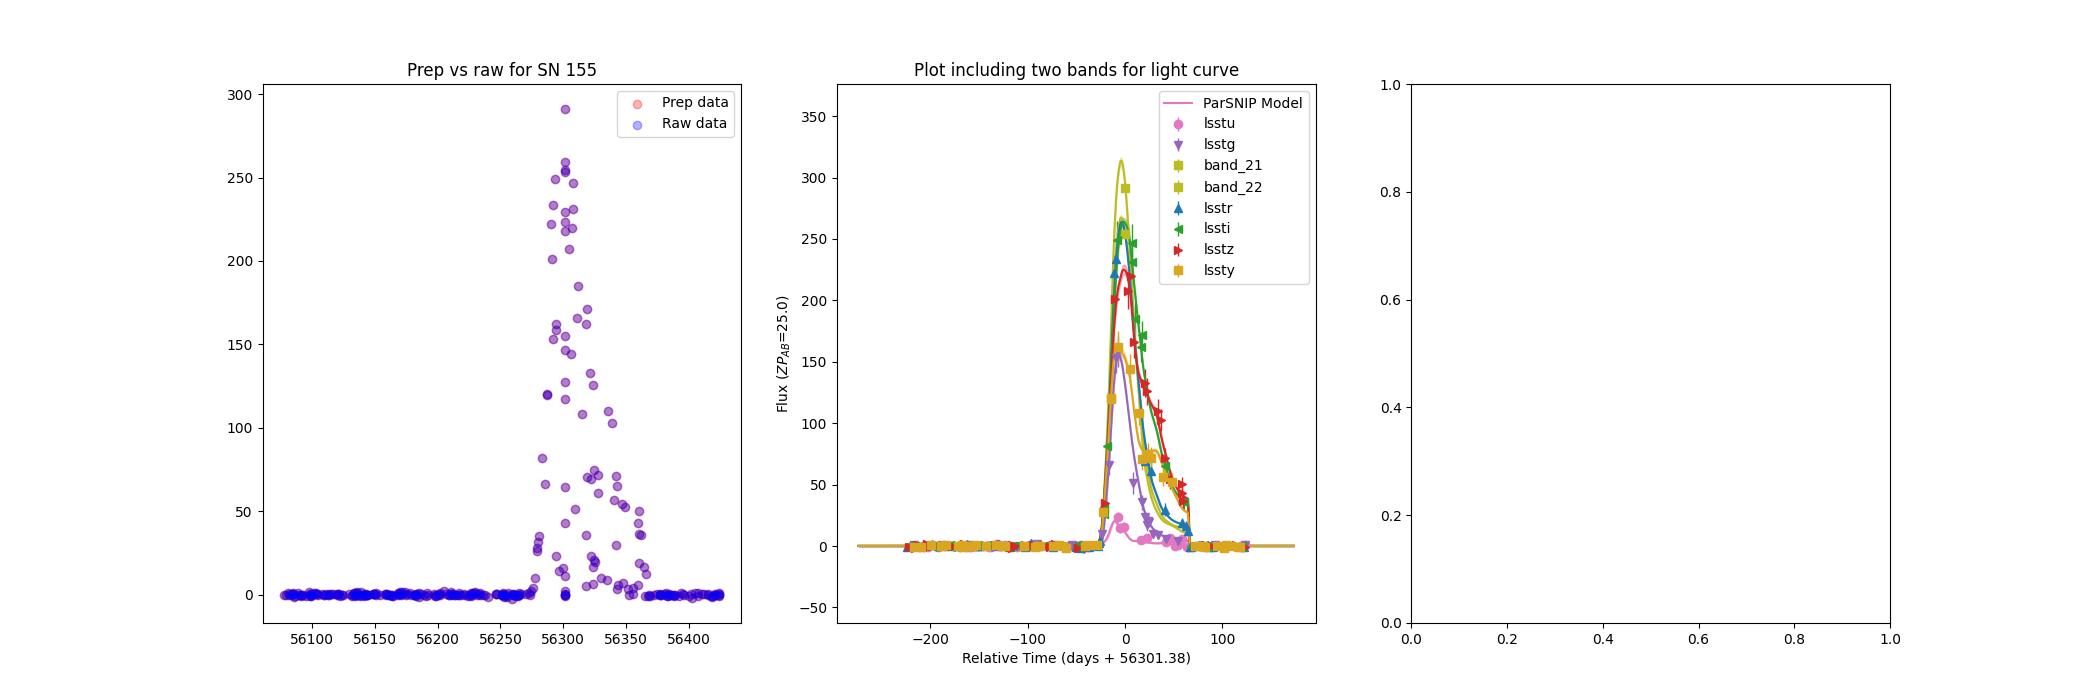 Prep vs raw for SN 155
300
250
200
150
100
50
0
56100 56150 56200 56250 56300 56350 56400
Prep data
Raw data
Plot including two bands for light curve
Flux (ZP_AB=25.0)
350
300
250
200
150
100
50
0
−50
−200 −100 0 100
Relative Time (days + 56301.38)
ParSNIP Model
lsstu
lsstg
band_21
band_22
lsstr
lssti
lsstz
lssty
1.0
0.8
0.6
0.4
0.2
0.0
0.0 0.2 0.4 0.6 0.8 1.0